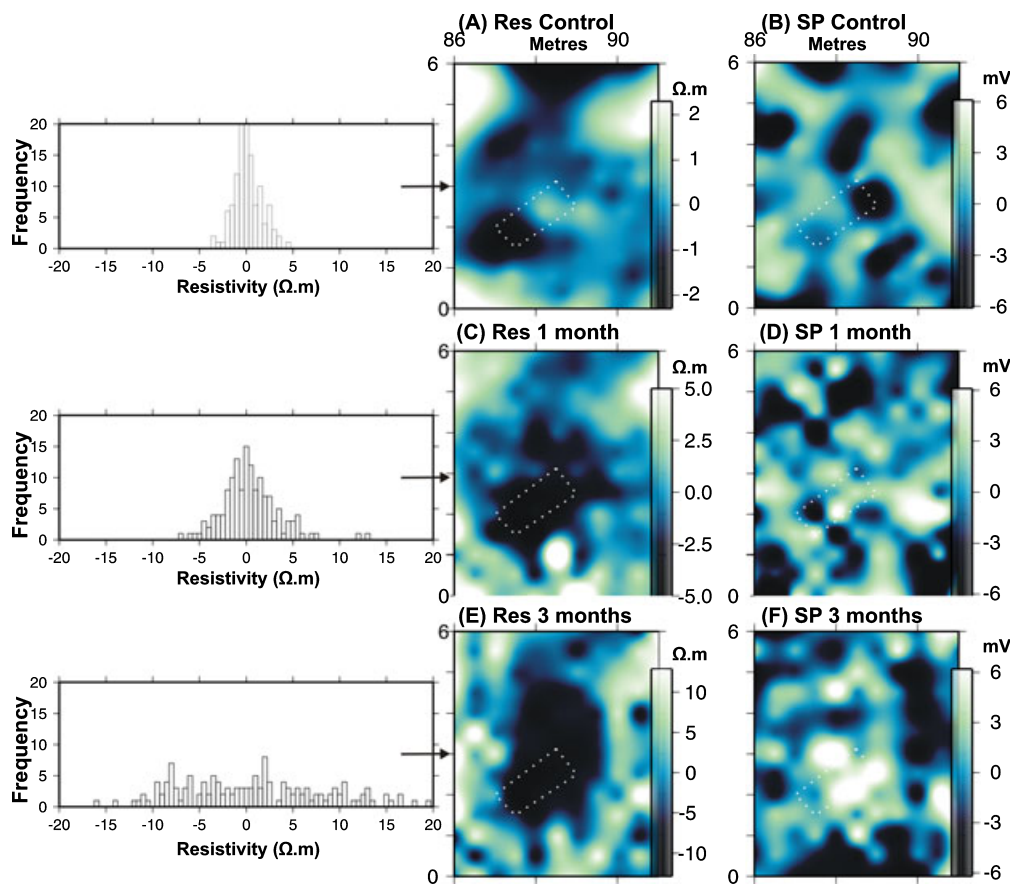 (A) Res Control
86 90
Metres
6
0
Ω.m
2
1
0
-1
-2
(B) SP Control
86 90
Metres
6
0
mV
6
3
0
-3
-6
Frequency
20
15
10
5
0
-20 -15 -10 -5 0 5 10 15 20
Resistivity (Ω.m)
(C) Res 1 month
6
0
Ω.m
5.0
2.5
0.0
-2.5
-5.0
(D) SP 1 month
6
0
mV
6
3
0
-3
-6
Frequency
20
15
10
5
0
-20 -15 -10 -5 0 5 10 15 20
Resistivity (Ω.m)
(E) Res 3 months
6
0
Ω.m
10
5
0
-5
-10
(F) SP 3 months
6
0
mV
6
3
0
-3
-6
Frequency
20
15
10
5
0
-20 -15 -10 -5 0 5 10 15 20
Resistivity (Ω.m)